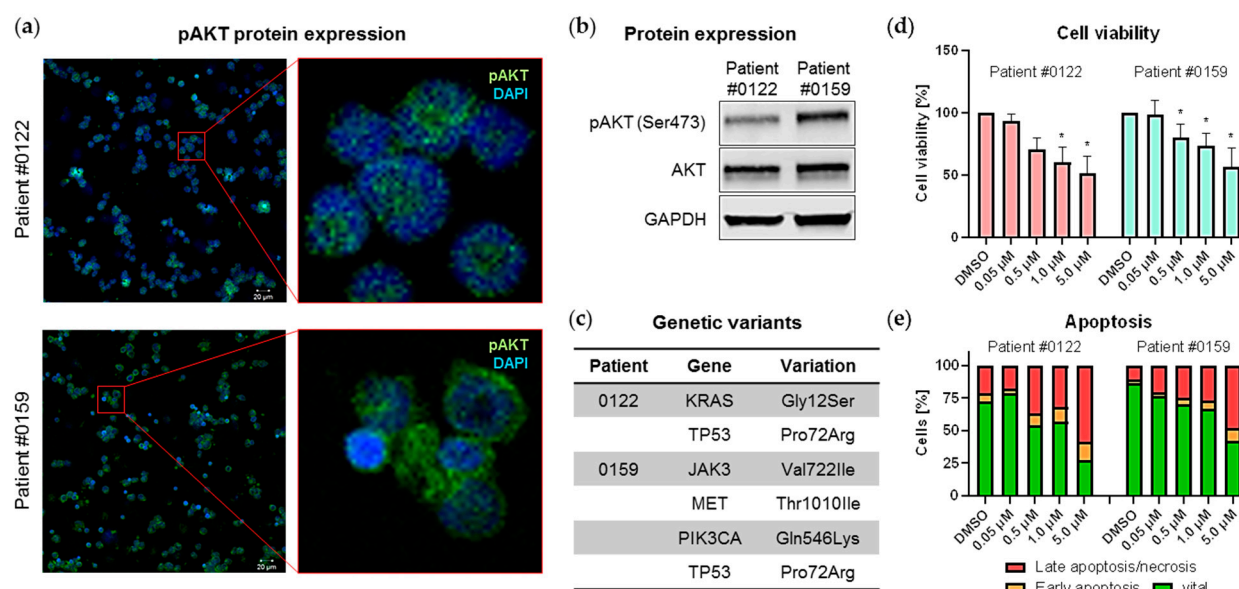 (a)
pAKT protein expression
Patient #0122
pAKT
DAPI
20 µm
Patient #0159
pAKT
DAPI
20 µm
(b)
Protein expression
Patient #0122
Patient #0159
pAKT (Ser473)
AKT
GAPDH
(c)
Genetic variants
Patient Gene Variation
0122 KRAS Gly12Ser
TP53 Pro72Arg
0159 JAK3 Val722Ile
MET Thr1010Ile
PIK3CA Gln546Lys
TP53 Pro72Arg
(d)
Cell viability
Patient #0122
Patient #0159
Cell viability [%]
150
100
50
0
* * * * *
DMSO 0.05 µM 0.5 µM 1.0 µM 5.0 µM
DMSO 0.05 µM 0.5 µM 1.0 µM 5.0 µM
(e)
Apoptosis
Patient #0122
Patient #0159
Cells [%]
100
75
50
25
0
DMSO 0.05 µM 0.5 µM 1.0 µM 5.0 µM
DMSO 0.05 µM 0.5 µM 1.0 µM 5.0 µM
Late apoptosis/necrosis
Early apoptosis vital